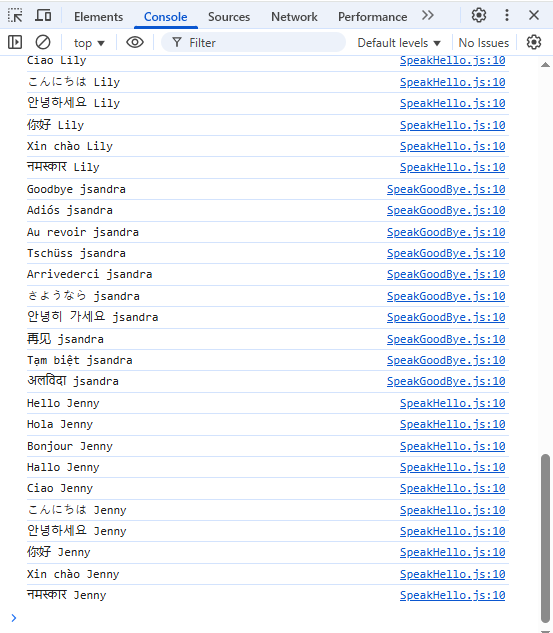 Elements Console Sources Network Performance
top Filter Default levels No Issues
Ciao Lily SpeakHello.js:10
こんにちは Lily SpeakHello.js:10
안녕하세요 Lily SpeakHello.js:10
你好 Lily SpeakHello.js:10
Xin chào Lily SpeakHello.js:10
नमस्कार Lily SpeakHello.js:10
Goodbye jsandra SpeakGoodBye.js:10
Adiós jsandra SpeakGoodBye.js:10
Au revoir jsandra SpeakGoodBye.js:10
Tschüss jsandra SpeakGoodBye.js:10
Arrivederci jsandra SpeakGoodBye.js:10
さようなら jsandra SpeakGoodBye.js:10
안녕히 가세요 jsandra SpeakGoodBye.js:10
再见 jsandra SpeakGoodBye.js:10
Tạm biệt jsandra SpeakGoodBye.js:10
अलविदा jsandra SpeakGoodBye.js:10
Hello Jenny SpeakHello.js:10
Hola Jenny SpeakHello.js:10
Bonjour Jenny SpeakHello.js:10
Hallo Jenny SpeakHello.js:10
Ciao Jenny SpeakHello.js:10
こんにちは Jenny SpeakHello.js:10
안녕하세요 Jenny SpeakHello.js:10
你好 Jenny SpeakHello.js:10
Xin chào Jenny SpeakHello.js:10
नमस्कार Jenny SpeakHello.js:10